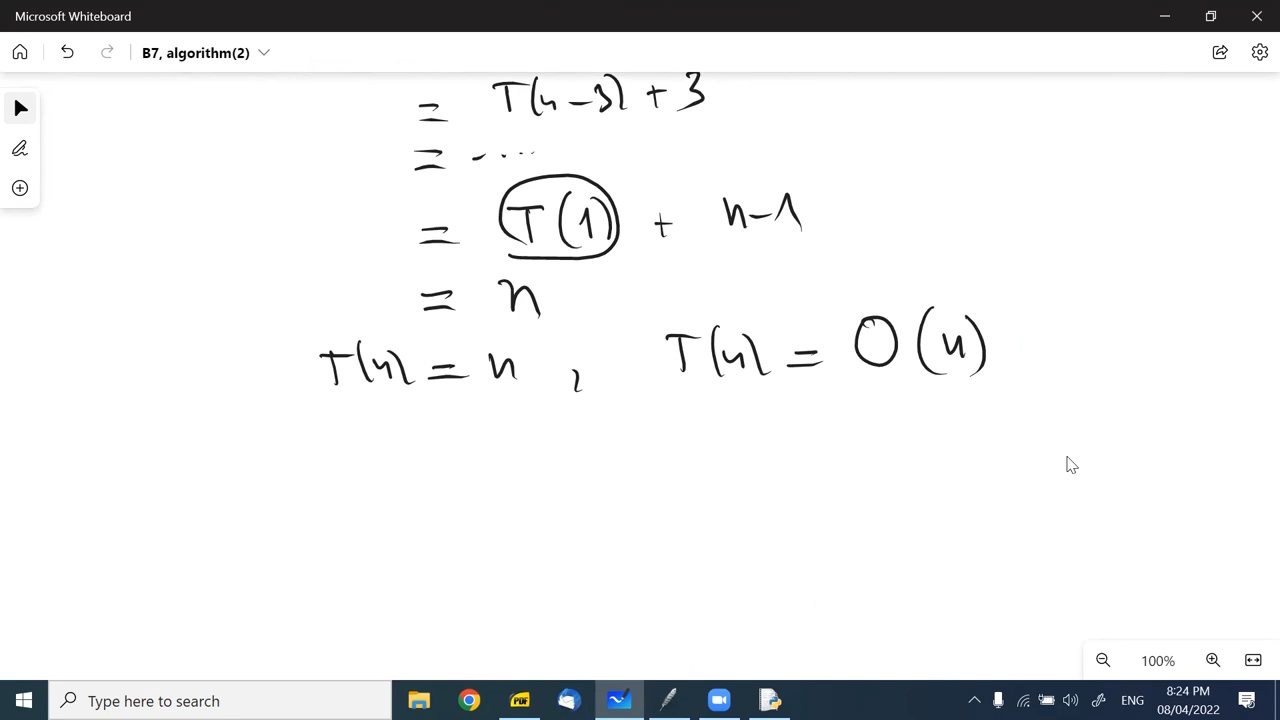 Microsoft Whiteboard
B7, algorithm(2)
= T(n-3) + 3
= -....
= T(1) + n-1
= n
T(n) = n , T(n) = O(n)
100%
Type here to search
PDF
ENG
8:24 PM
08/04/2022